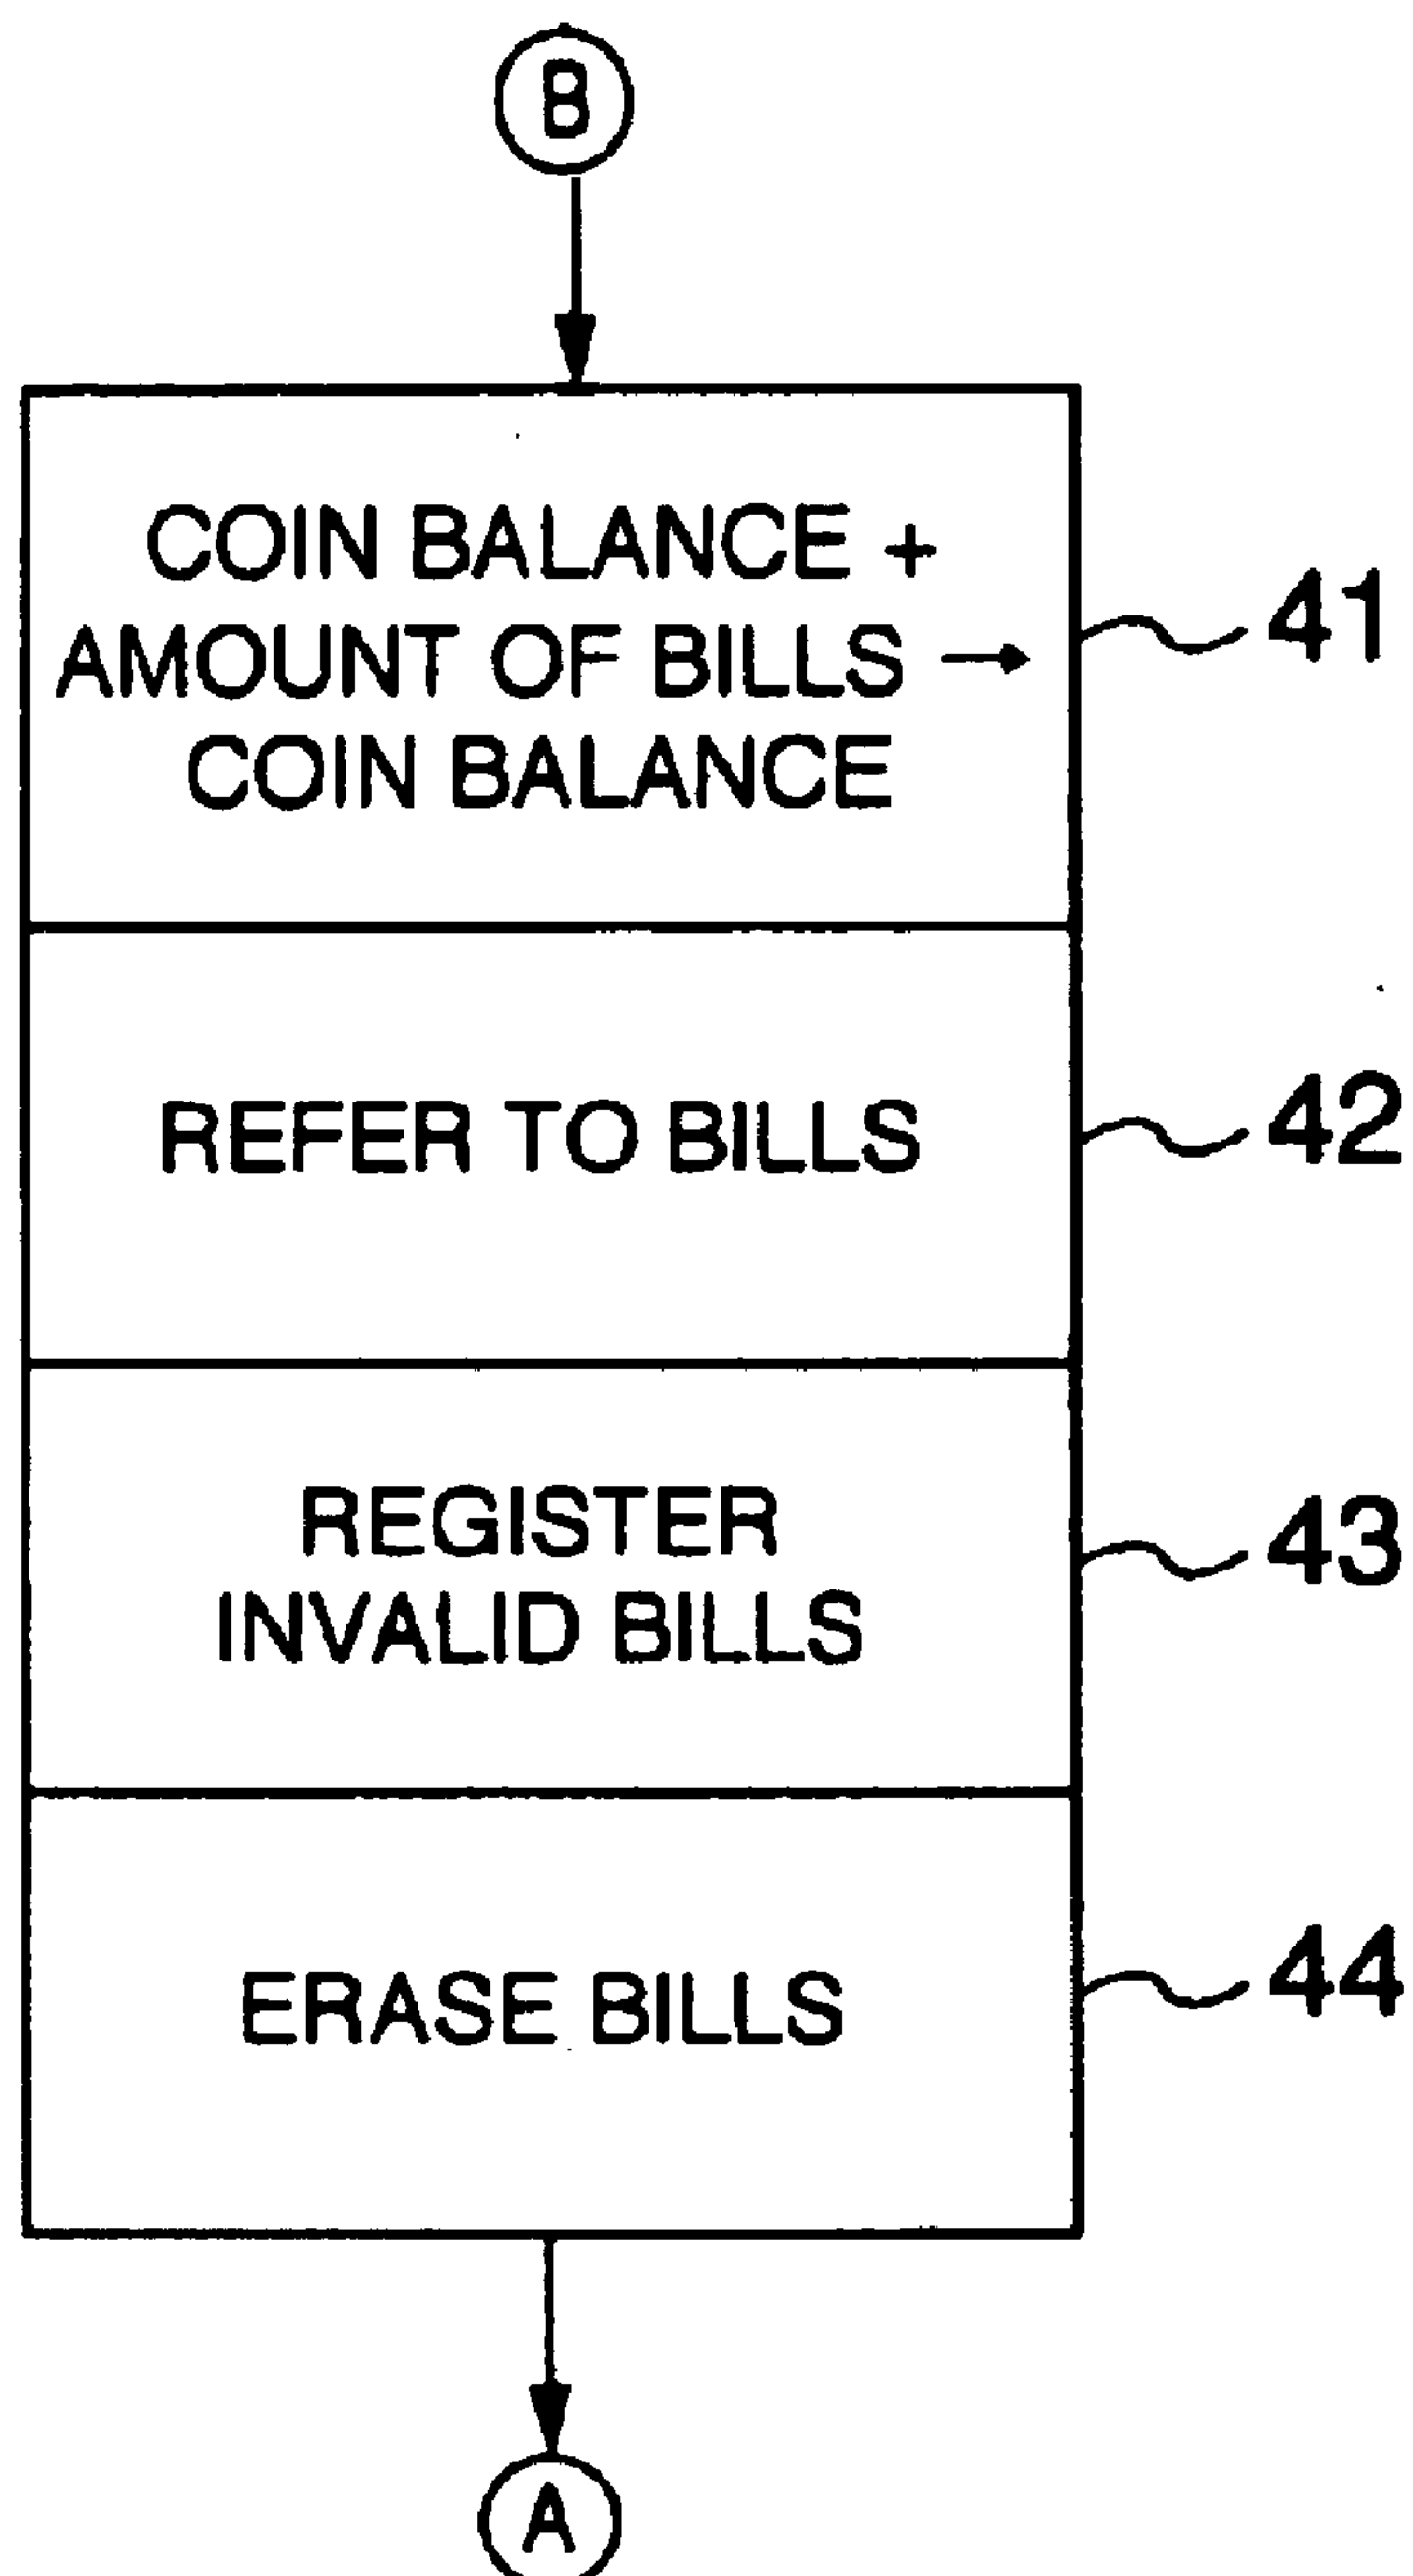 B
COIN BALANCE +
AMOUNT OF BILLS →
COIN BALANCE
41
REFER TO BILLS
42
REGISTER
INVALID BILLS
43
ERASE BILLS
44
A